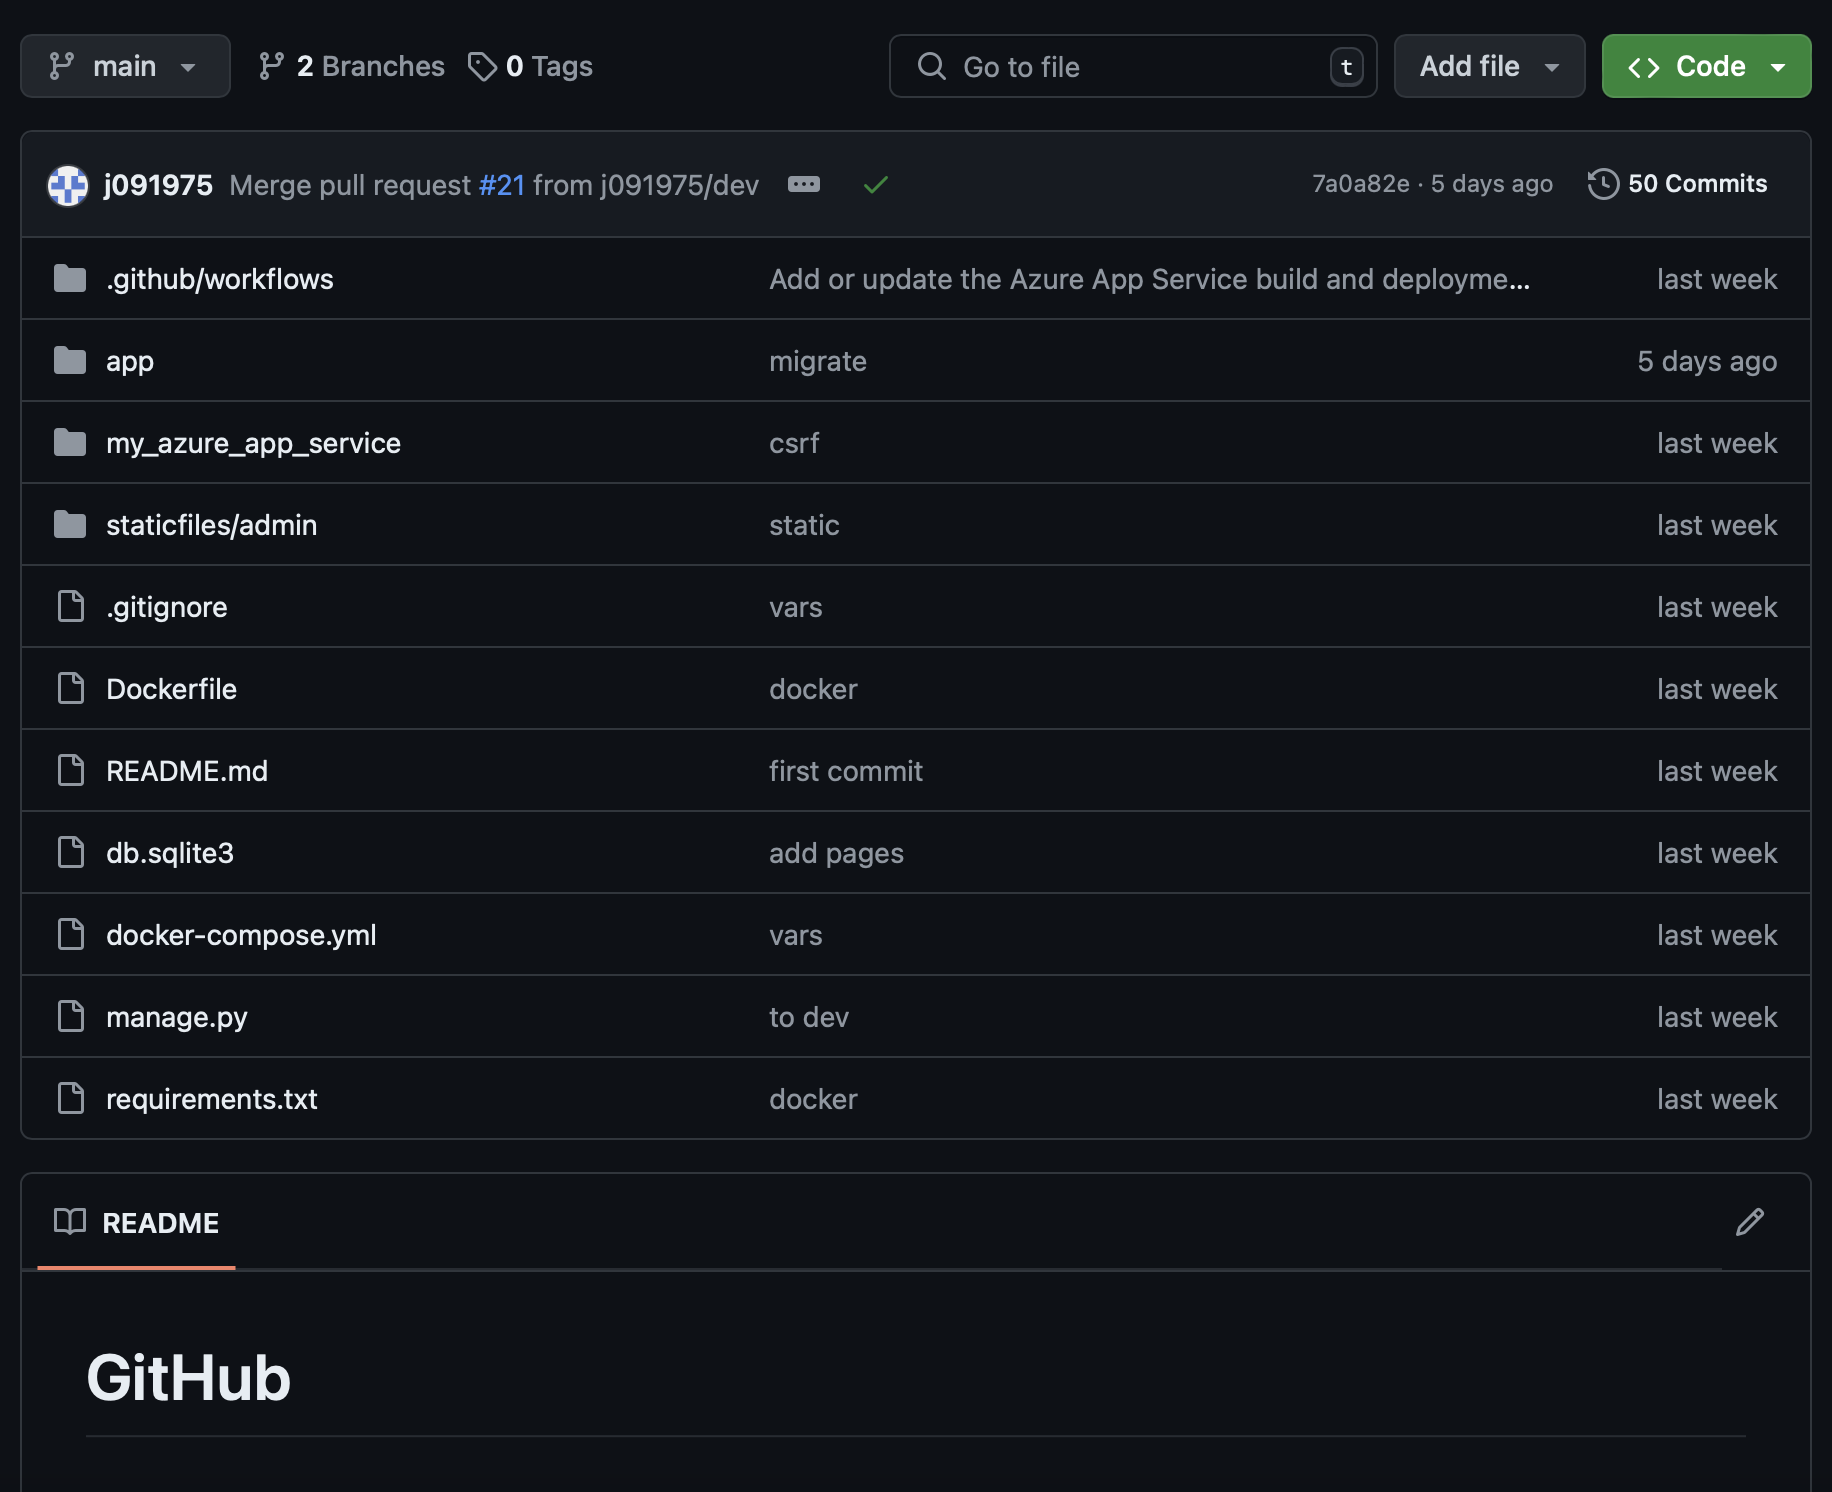 main 2 Branches 0 Tags Go to file t Add file Code
j091975 Merge pull request #21 from j091975/dev 7a0a82e · 5 days ago 50 Commits
.github/workflows Add or update the Azure App Service build and deployme... last week
app migrate 5 days ago
my_azure_app_service csrf last week
staticfiles/admin static last week
.gitignore vars last week
Dockerfile docker last week
README.md first commit last week
db.sqlite3 add pages last week
docker-compose.yml vars last week
manage.py to dev last week
requirements.txt docker last week
README
GitHub